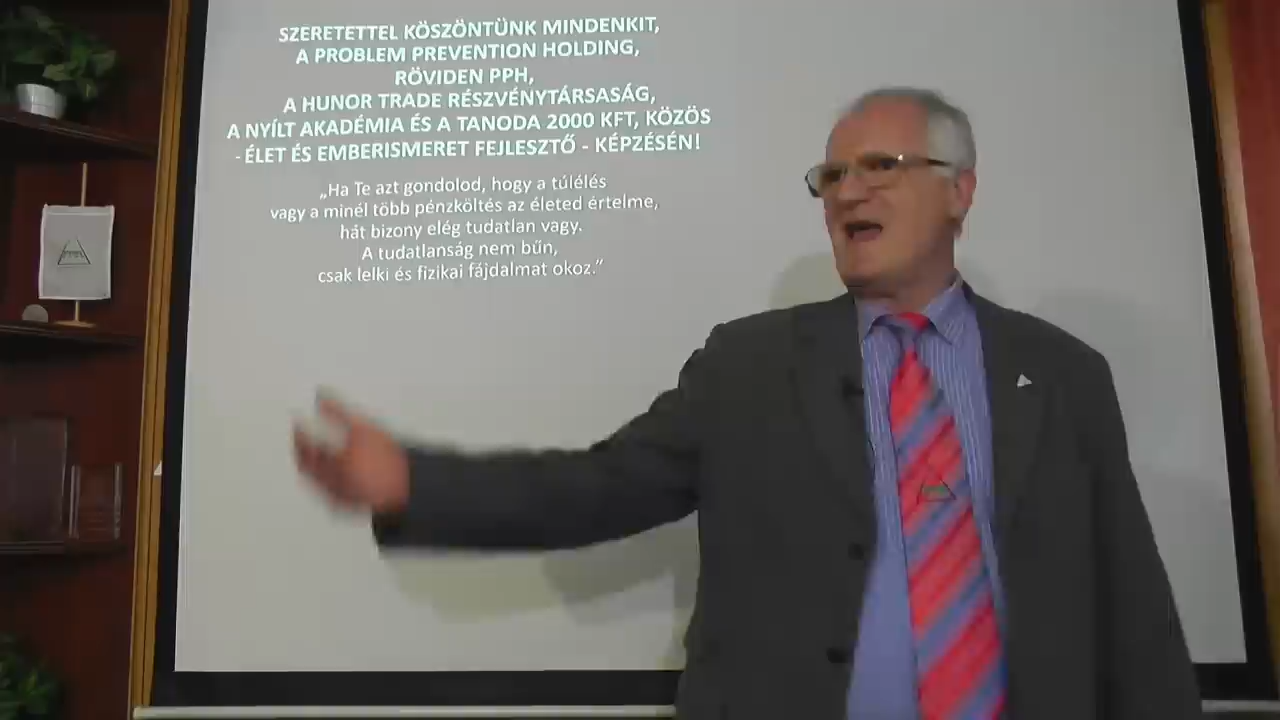 SZERETETTEL KÖSZÖNTÜNK MINDENKIT,
A PROBLEM PREVENTION HOLDING,
RÖVIDEN PPH,
A HUNOR TRADE RÉSZVÉNYTÁRSASÁG,
A NYÍLT AKADÉMIA ÉS A TANODA 2000 KFT, KÖZÖS
- ÉLET ÉS EMBERISMERET FEJLESZTŐ - KÉPZÉSÉN!
„Ha Te azt gondolod, hogy a túlélés
vagy a minél több pénzköltés az életed értelme,
hát bizony elég tudatlan vagy.
A tudatlanság nem bűn,
csak lelki és fizikai fájdalmat okoz.”